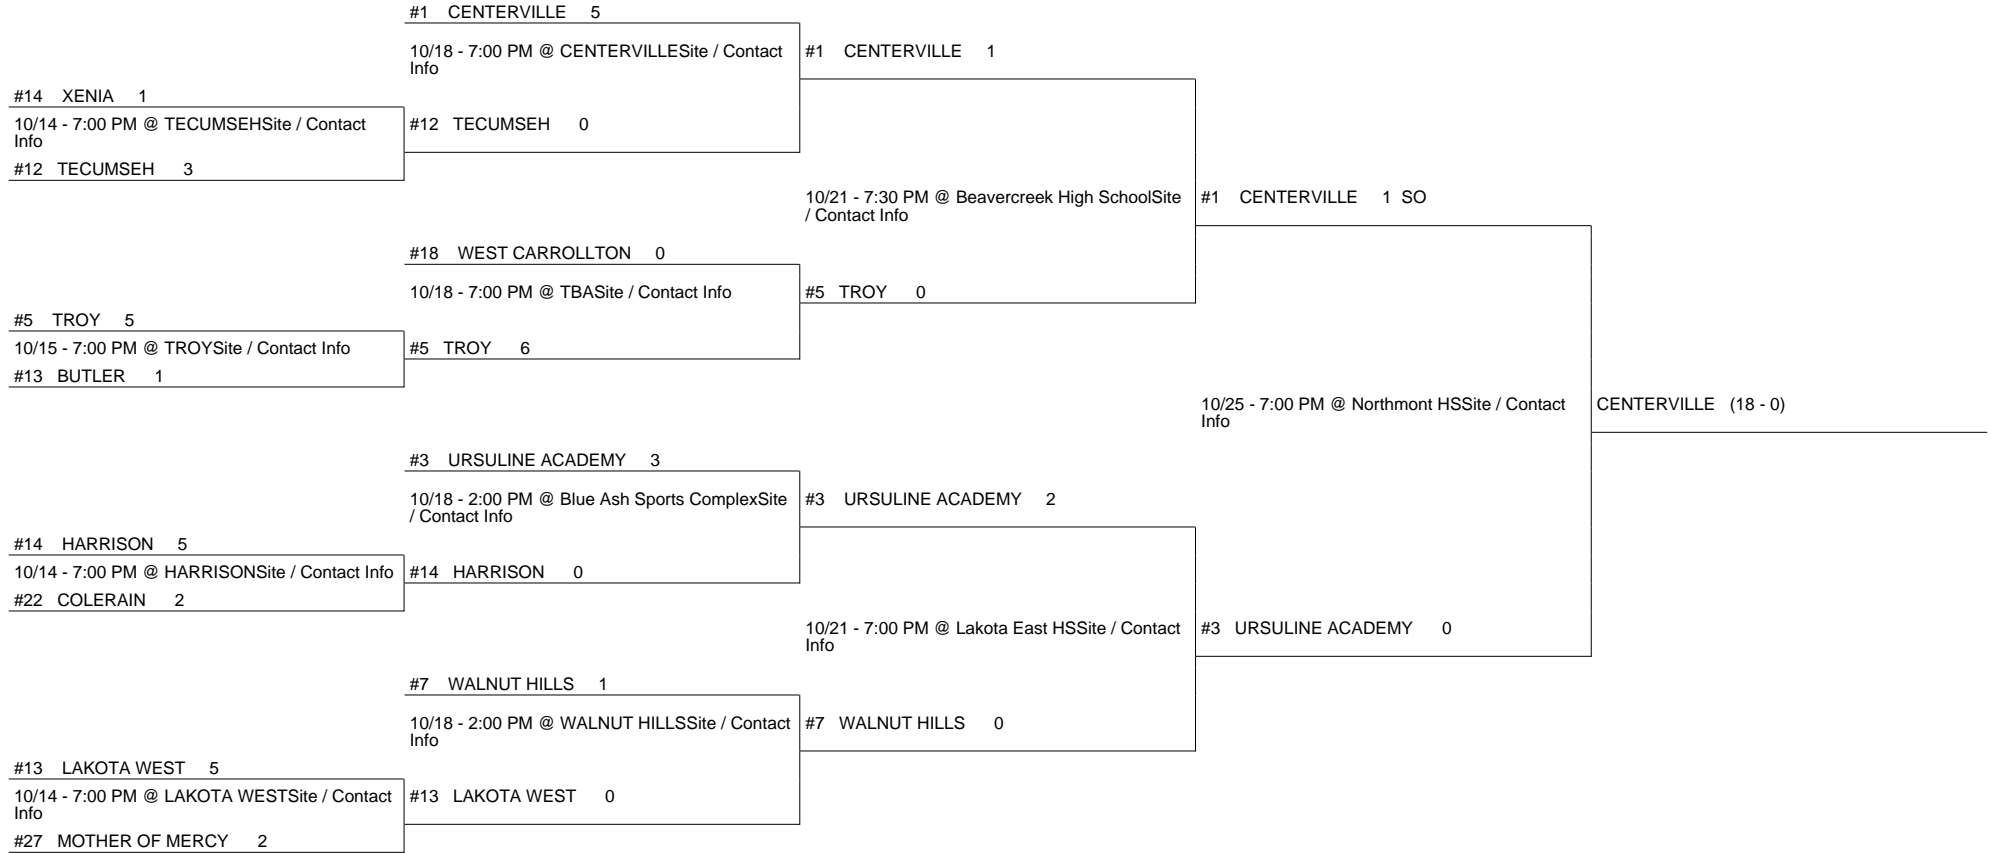 #1 CENTERVILLE 5
10/18 - 7:00 PM @ CENTERVILLESite / Contact
Info
#1 CENTERVILLE 1
#14 XENIA 1
10/14 - 7:00 PM @ TECUMSEHSite / Contact
Info
#12 TECUMSEH 0
#12 TECUMSEH 3
10/21 - 7:30 PM @ Beavercreek High SchoolSite
/ Contact Info
#1 CENTERVILLE 1 SO
#18 WEST CARROLLTON 0
10/18 - 7:00 PM @ TBASite / Contact Info
#5 TROY 0
#5 TROY 5
10/15 - 7:00 PM @ TROYSite / Contact Info
#5 TROY 6
#13 BUTLER 1
10/25 - 7:00 PM @ Northmont HSSite / Contact
Info
CENTERVILLE (18 - 0)
#3 URSULINE ACADEMY 3
10/18 - 2:00 PM @ Blue Ash Sports ComplexSite
/ Contact Info
#3 URSULINE ACADEMY 2
#14 HARRISON 5
10/14 - 7:00 PM @ HARRISONSite / Contact Info
#14 HARRISON 0
#22 COLERAIN 2
10/21 - 7:00 PM @ Lakota East HSSite / Contact
Info
#3 URSULINE ACADEMY 0
#7 WALNUT HILLS 1
10/18 - 2:00 PM @ WALNUT HILLSSite / Contact
Info
#7 WALNUT HILLS 0
#13 LAKOTA WEST 5
10/14 - 7:00 PM @ LAKOTA WESTSite / Contact
Info
#13 LAKOTA WEST 0
#27 MOTHER OF MERCY 2